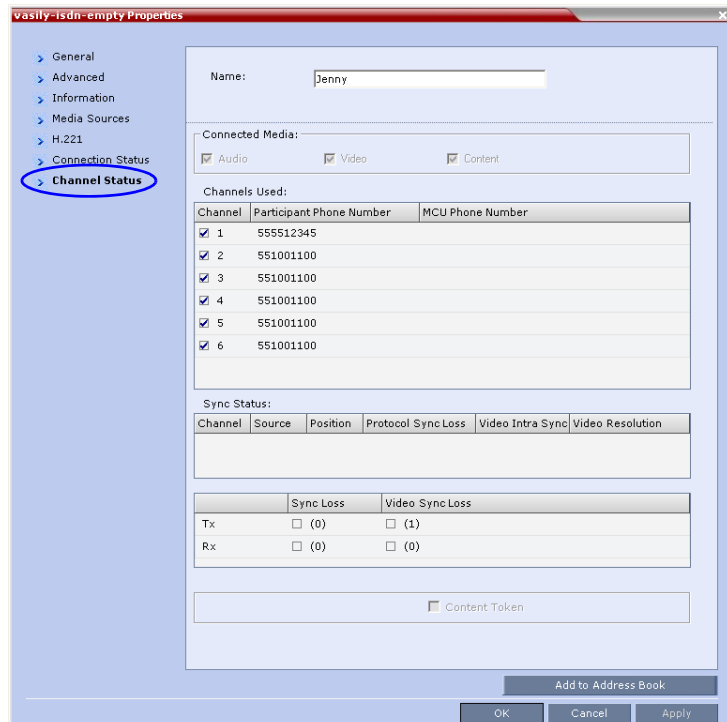 vasily-isdn-empty Properties
General
Advanced
Information
Media Sources
H.221
Connection Status
Channel Status
Name: Jenny
Connected Media:
Audio Video Content
Channels Used:
Channel Participant Phone Number MCU Phone Number
1 555512345
2 551001100
3 551001100
4 551001100
5 551001100
6 551001100
Sync Status:
Channel Source Position Protocol Sync Loss Video Intra Sync Video Resolution
Sync Loss Video Sync Loss
Tx (0) (1)
Rx (0) (0)
Content Token
Add to Address Book
OK Cancel Apply